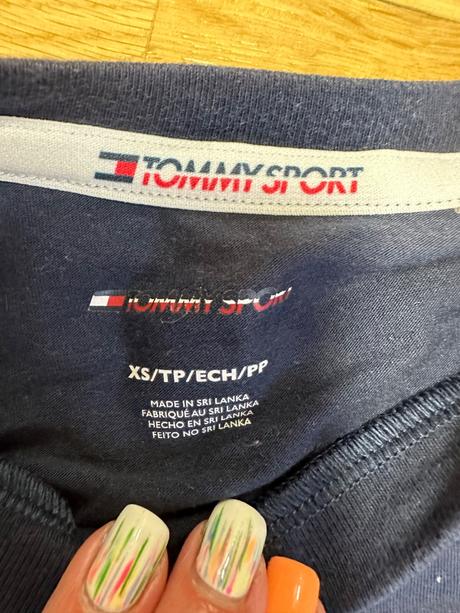 TOMMY SPORT
TOMMY SPORT
XS/TP/ECH/PP
MADE IN SRI LANKA
FABRIQUÉ AU SRI LANKA
HECHO EN SRI LANKA
FEITO NO SRI LANKA